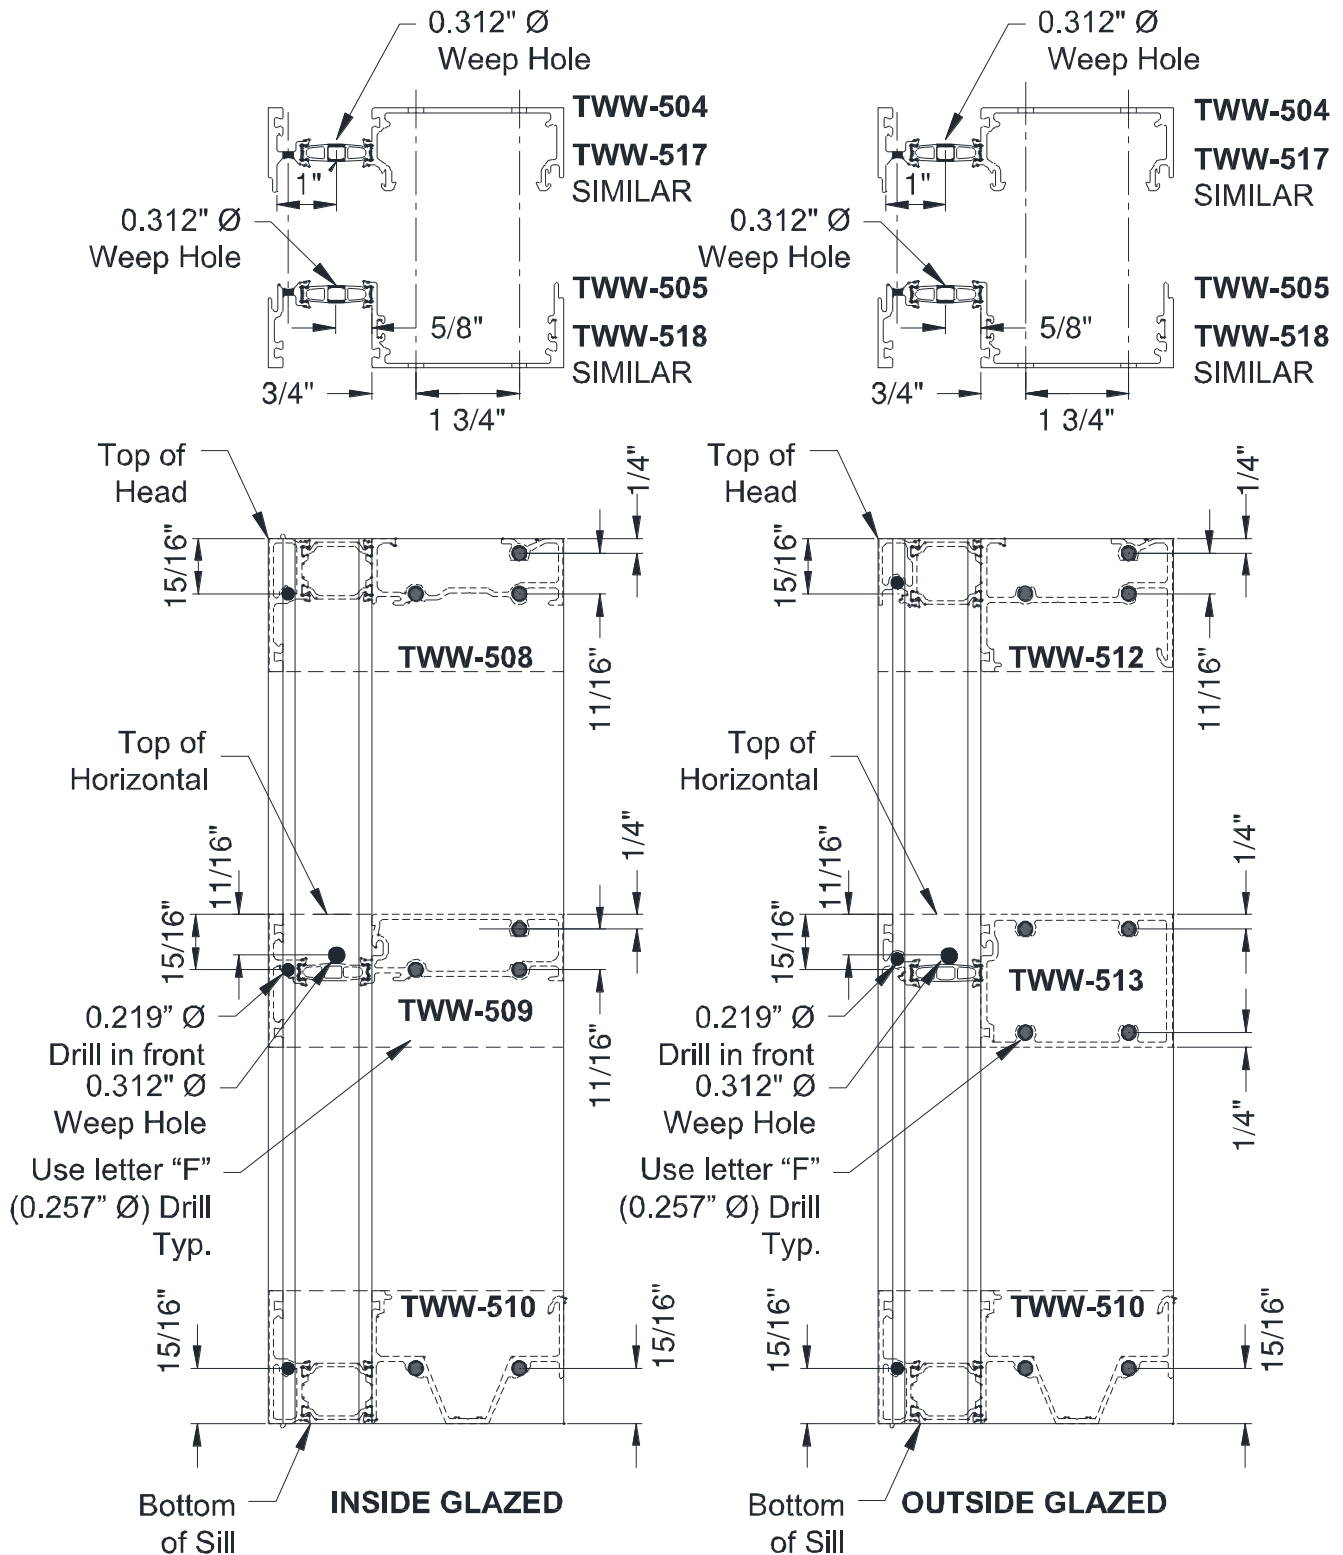 0.312" Ø
Weep Hole
TWW-504
TWW-517
SIMILAR
1"
0.312" Ø
Weep Hole
TWW-505
5/8"
TWW-518
SIMILAR
3/4"
1 3/4"
Top of
Head
1/4"
15/16"
TWW-508
11/16"
Top of
Horizontal
11/16"
1/4"
15/16"
0.219” Ø
Drill in front
TWW-509
0.312" Ø
Weep Hole
11/16"
Use letter “F”
(0.257” Ø) Drill
Typ.
TWW-510
15/16"
15/16"
Bottom
of Sill
INSIDE GLAZED
0.312" Ø
Weep Hole
TWW-504
TWW-517
SIMILAR
1"
0.312" Ø
Weep Hole
TWW-505
5/8"
TWW-518
SIMILAR
3/4"
1 3/4"
Top of
Head
1/4"
15/16"
TWW-512
11/16"
Top of
Horizontal
11/16"
1/4"
15/16"
TWW-513
0.219” Ø
Drill in front
0.312" Ø
Weep Hole
1/4"
Use letter “F”
(0.257” Ø) Drill
Typ.
TWW-510
15/16"
15/16"
Bottom
of Sill
OUTSIDE GLAZED